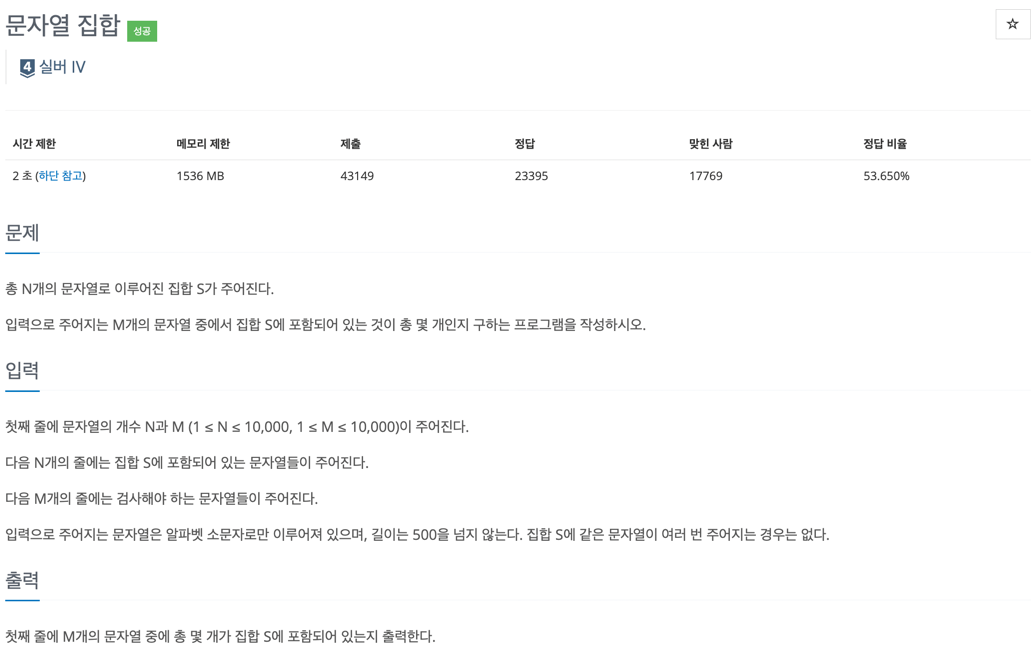 문자열 집합 성공
☆
4 실버 IV
시간 제한 메모리 제한 제출 정답 맞힌 사람 정답 비율
2 초 (하단 참고) 1536 MB 43149 23395 17769 53.650%
문제
총 N개의 문자열로 이루어진 집합 S가 주어진다.
입력으로 주어지는 M개의 문자열 중에서 집합 S에 포함되어 있는 것이 총 몇 개인지 구하는 프로그램을 작성하시오.
입력
첫째 줄에 문자열의 개수 N과 M (1 ≤ N ≤ 10,000, 1 ≤ M ≤ 10,000)이 주어진다.
다음 N개의 줄에는 집합 S에 포함되어 있는 문자열들이 주어진다.
다음 M개의 줄에는 검사해야 하는 문자열들이 주어진다.
입력으로 주어지는 문자열은 알파벳 소문자로만 이루어져 있으며, 길이는 500을 넘지 않는다. 집합 S에 같은 문자열이 여러 번 주어지는 경우는 없다.
출력
첫째 줄에 M개의 문자열 중에 총 몇 개가 집합 S에 포함되어 있는지 출력한다.